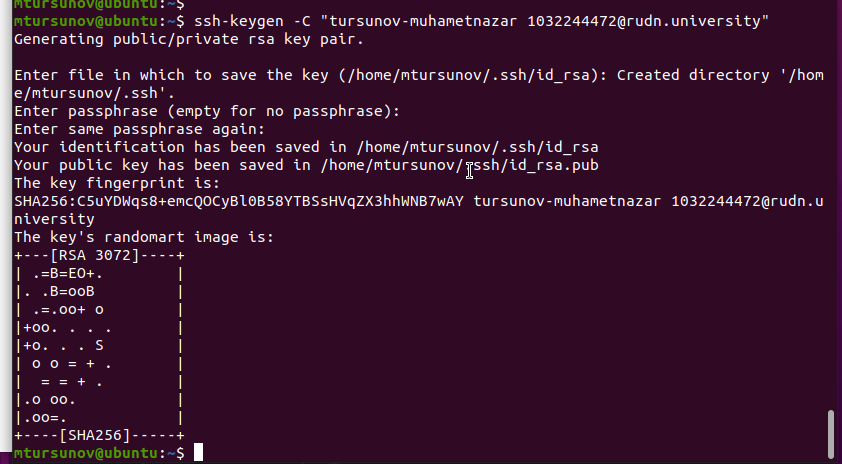 mtursunov@ubuntu:~$
mtursunov@ubuntu:~$ ssh-keygen -C "tursunov-muhametnazar 1032244472@rudn.university"
Generating public/private rsa key pair.
Enter file in which to save the key (/home/mtursunov/.ssh/id_rsa): Created directory '/hom
e/mtursunov/.ssh'.
Enter passphrase (empty for no passphrase):
Enter same passphrase again:
Your identification has been saved in /home/mtursunov/.ssh/id_rsa
Your public key has been saved in /home/mtursunov/.ssh/id_rsa.pub
The key fingerprint is:
SHA256:C5uYDWqs8+emcQOCyBl0B58YTBSsHVqZX3hhWNB7wAY tursunov-muhametnazar 1032244472@rudn.u
niversity
The key's randomart image is:
+---[RSA 3072]----+
| .=B=EO+.        |
|. .B=ooB         |
| .=.oo+ o        |
|+oo. . . .       |
|+o. . . S        |
| o o = + .       |
|  = = + .        |
|.o oo.           |
|.oo=.            |
+----[SHA256]-----+
mtursunov@ubuntu:~$